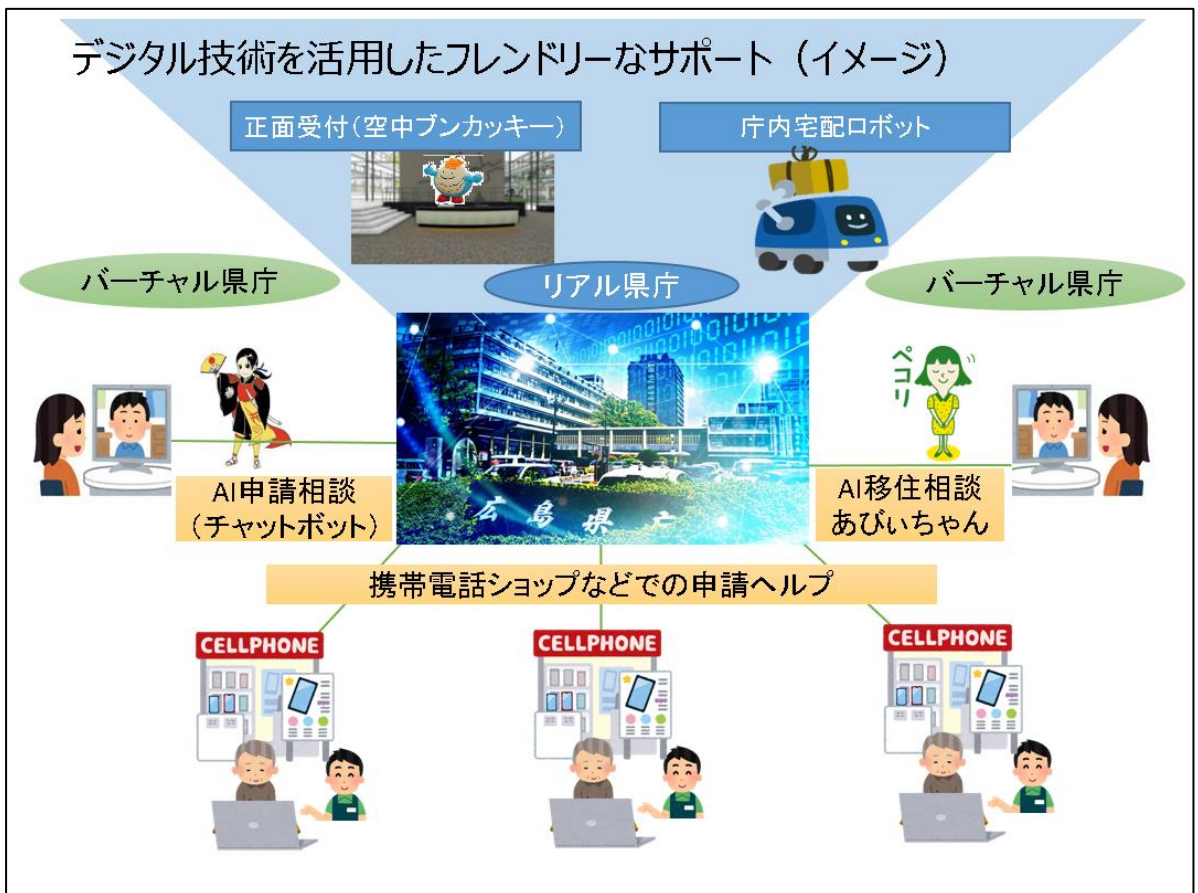 デジタル技術を活用したフレンドリーなサポート（イメージ）
正面受付（空中ブンカッキー）
庁内宅配ロボット
バーチャル県庁
リアル県庁
バーチャル県庁
ペコリ
広島県庁
AI申請相談
（チャットボット）
AI移住相談
あびぃちゃん
携帯電話ショップなどでの申請ヘルプ
CELLPHONE
CELLPHONE
CELLPHONE